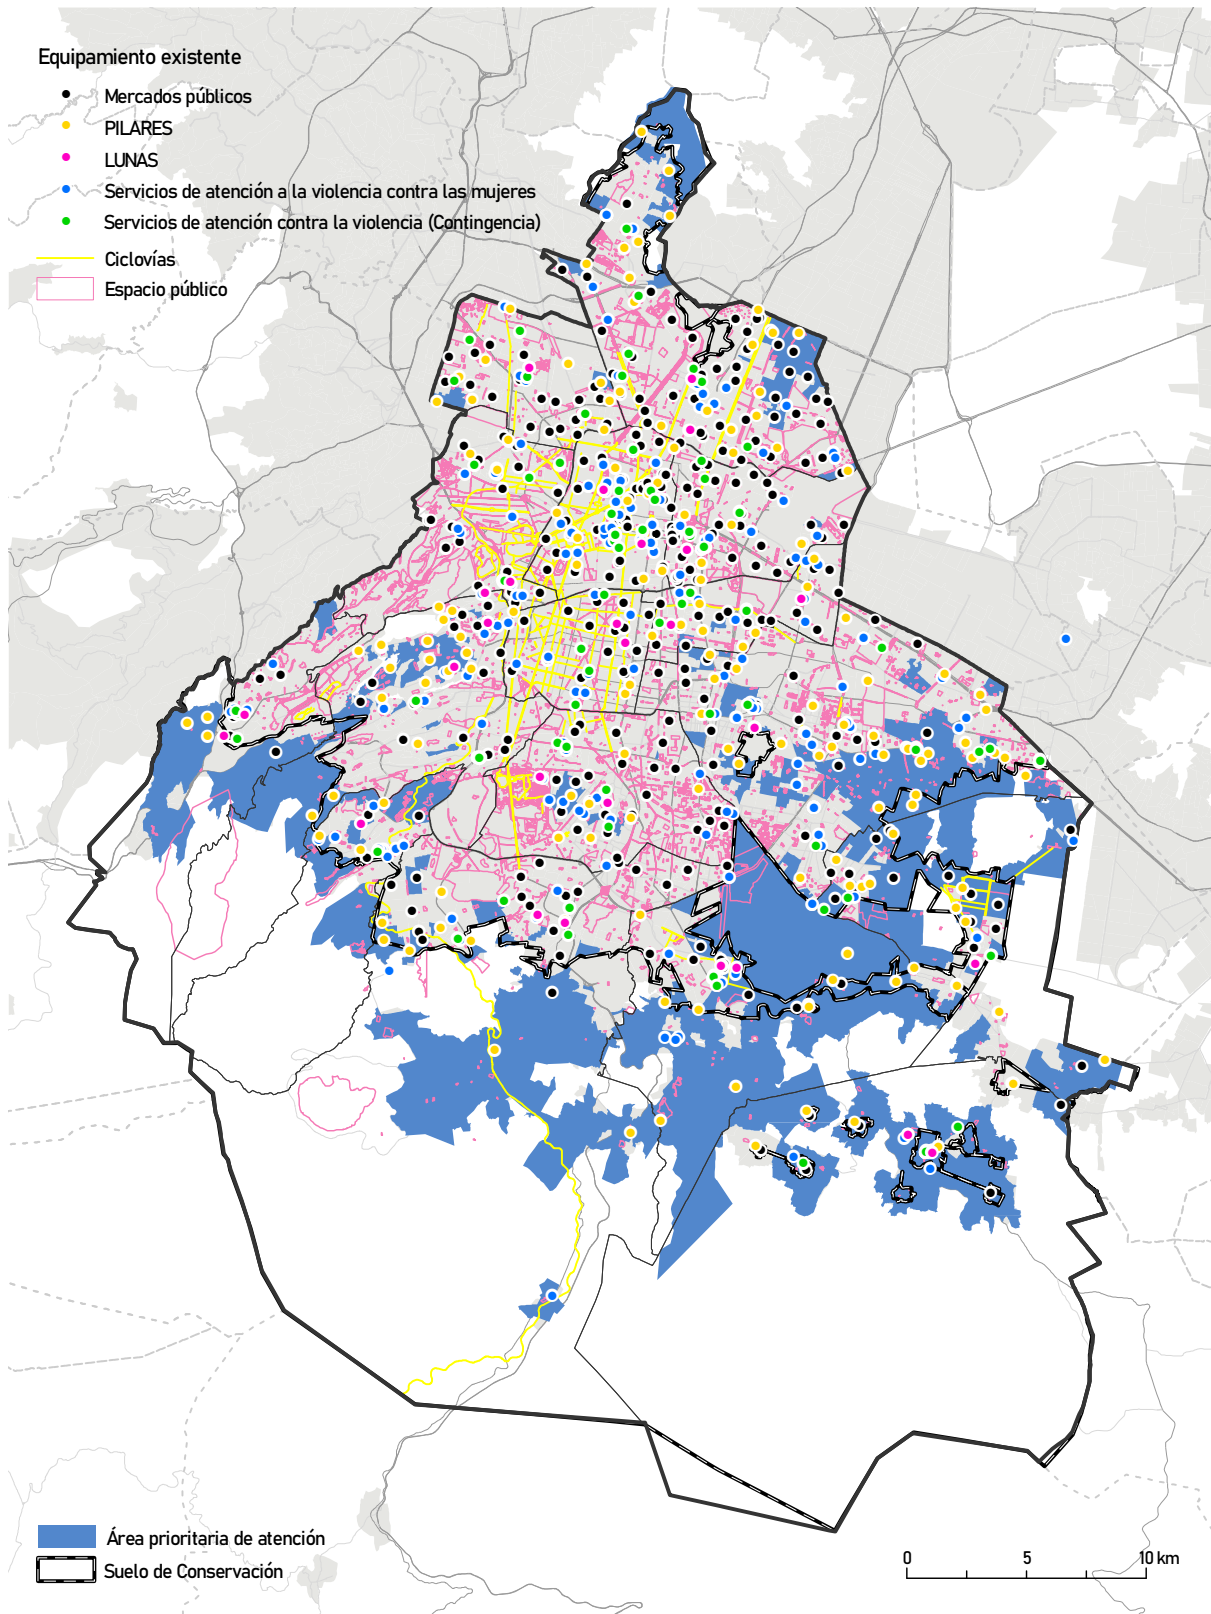 Equipamiento existente
Mercados públicos
PILARES
LUNAS
Servicios de atención a la violencia contra las mujeres
Servicios de atención contra la violencia (Contingencia)
Ciclovías
Espacio público
Área prioritaria de atención
Suelo de Conservación
0 5 10 km